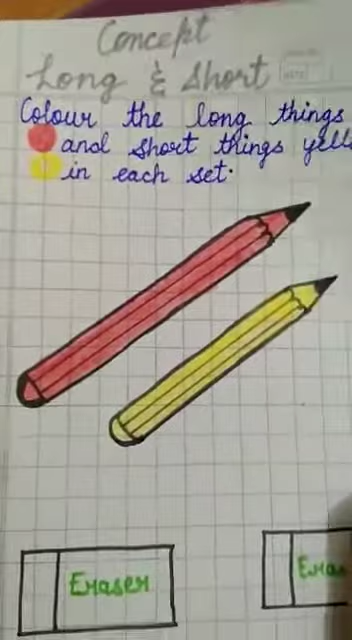 Concept
Long & Short
Colour the long things
and short things
in each set.
Eraser